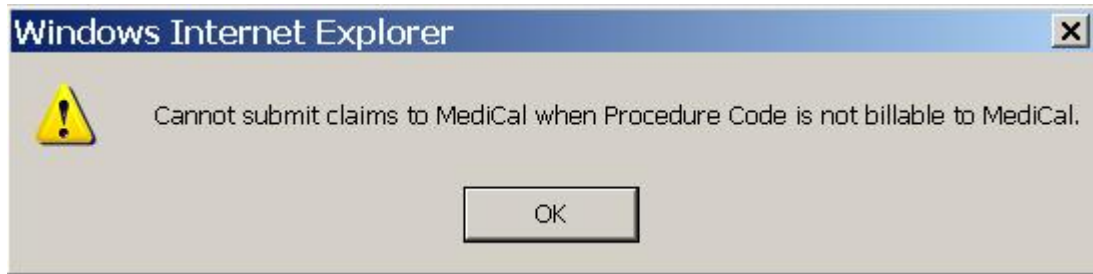 Windows Internet Explorer
Cannot submit claims to MediCal when Procedure Code is not billable to MediCal.
OK